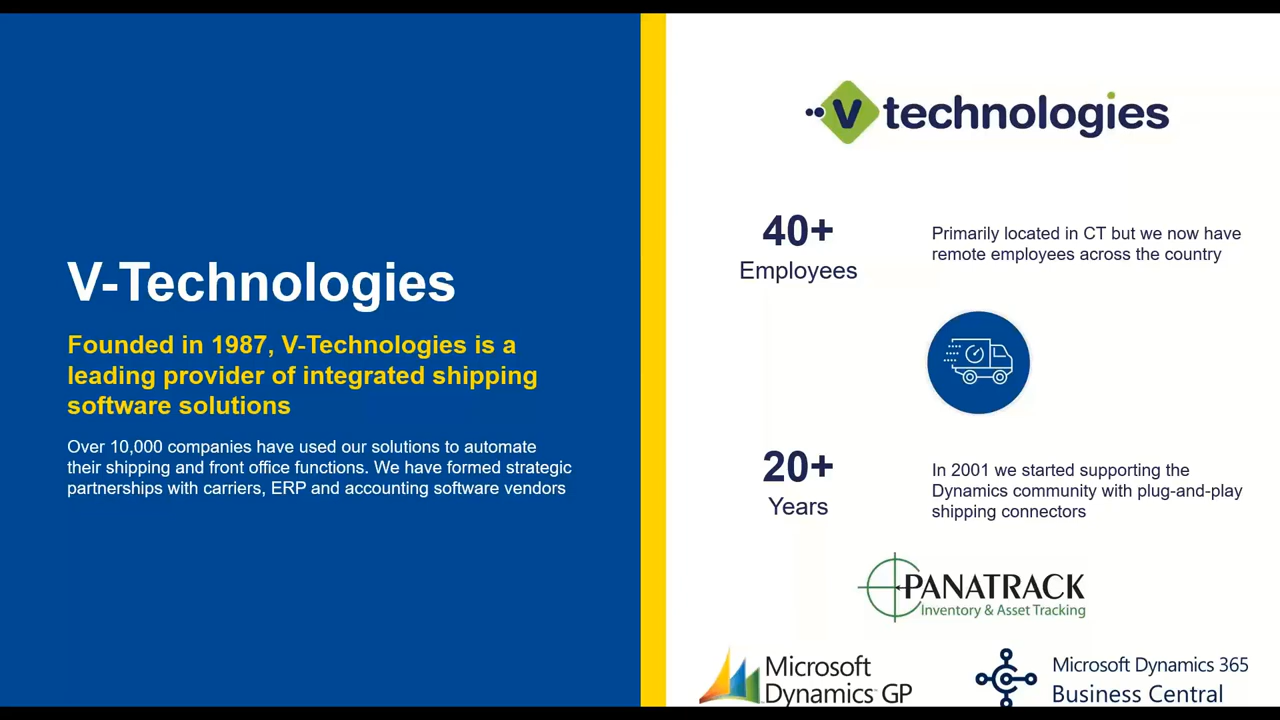 V-Technologies
Founded in 1987, V-Technologies is a
leading provider of integrated shipping
software solutions
Over 10,000 companies have used our solutions to automate
their shipping and front office functions. We have formed strategic
partnerships with carriers, ERP and accounting software vendors
V technologies
40+
Employees
Primarily located in CT but we now have
remote employees across the country
20+
Years
In 2001 we started supporting the
Dynamics community with plug-and-play
shipping connectors
PANATRACK
Inventory & Asset Tracking
Microsoft
Dynamics™ GP
Microsoft Dynamics 365
Business Central